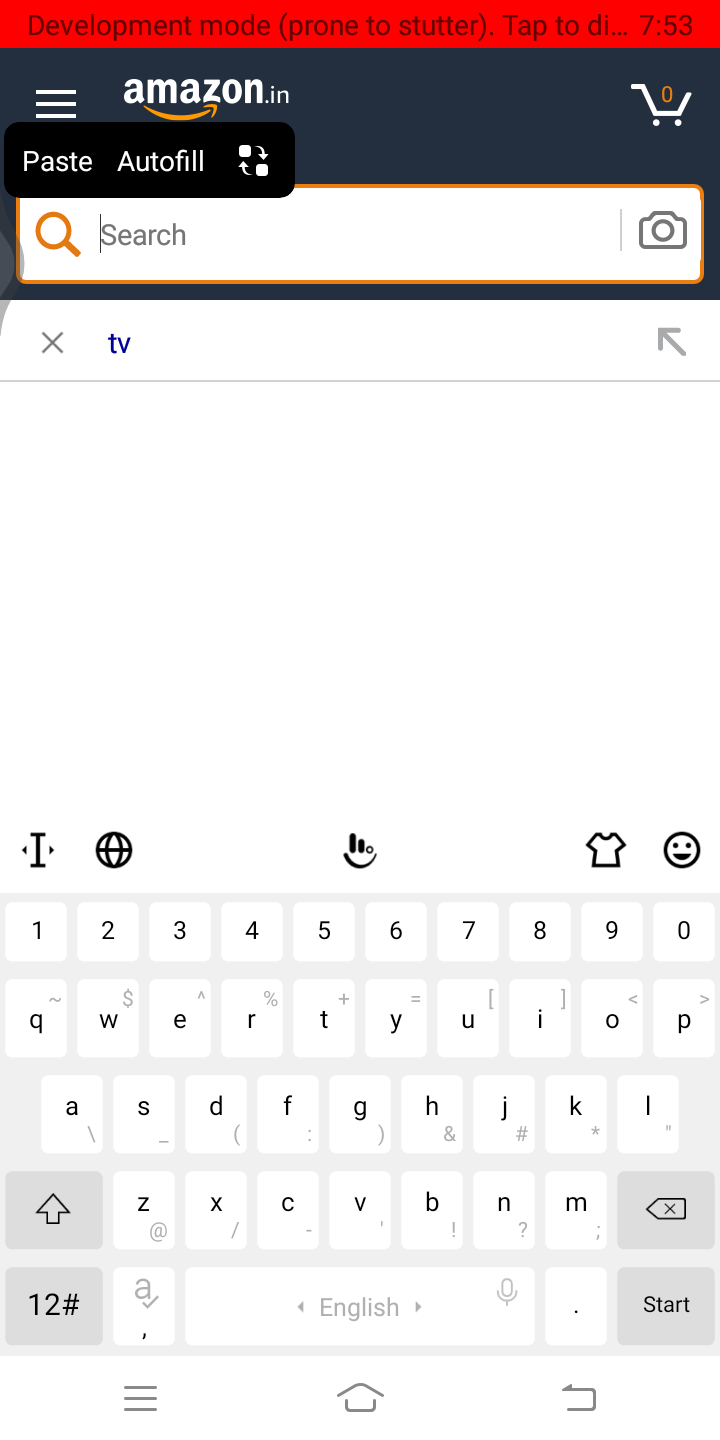 Development mode (prone to stutter). Tap to di... 7:53
amazon.in
0
Paste Autofill
Search
tv
1 2 3 4 5 6 7 8 9 0
~ $ ^ % + = [ ] < >
q w e r t y u i o p
a s d f g h j k l
\ _ ( : ) & # * "
z x c v b n m
@ / - ' ! ? ;
12# a , English . Start